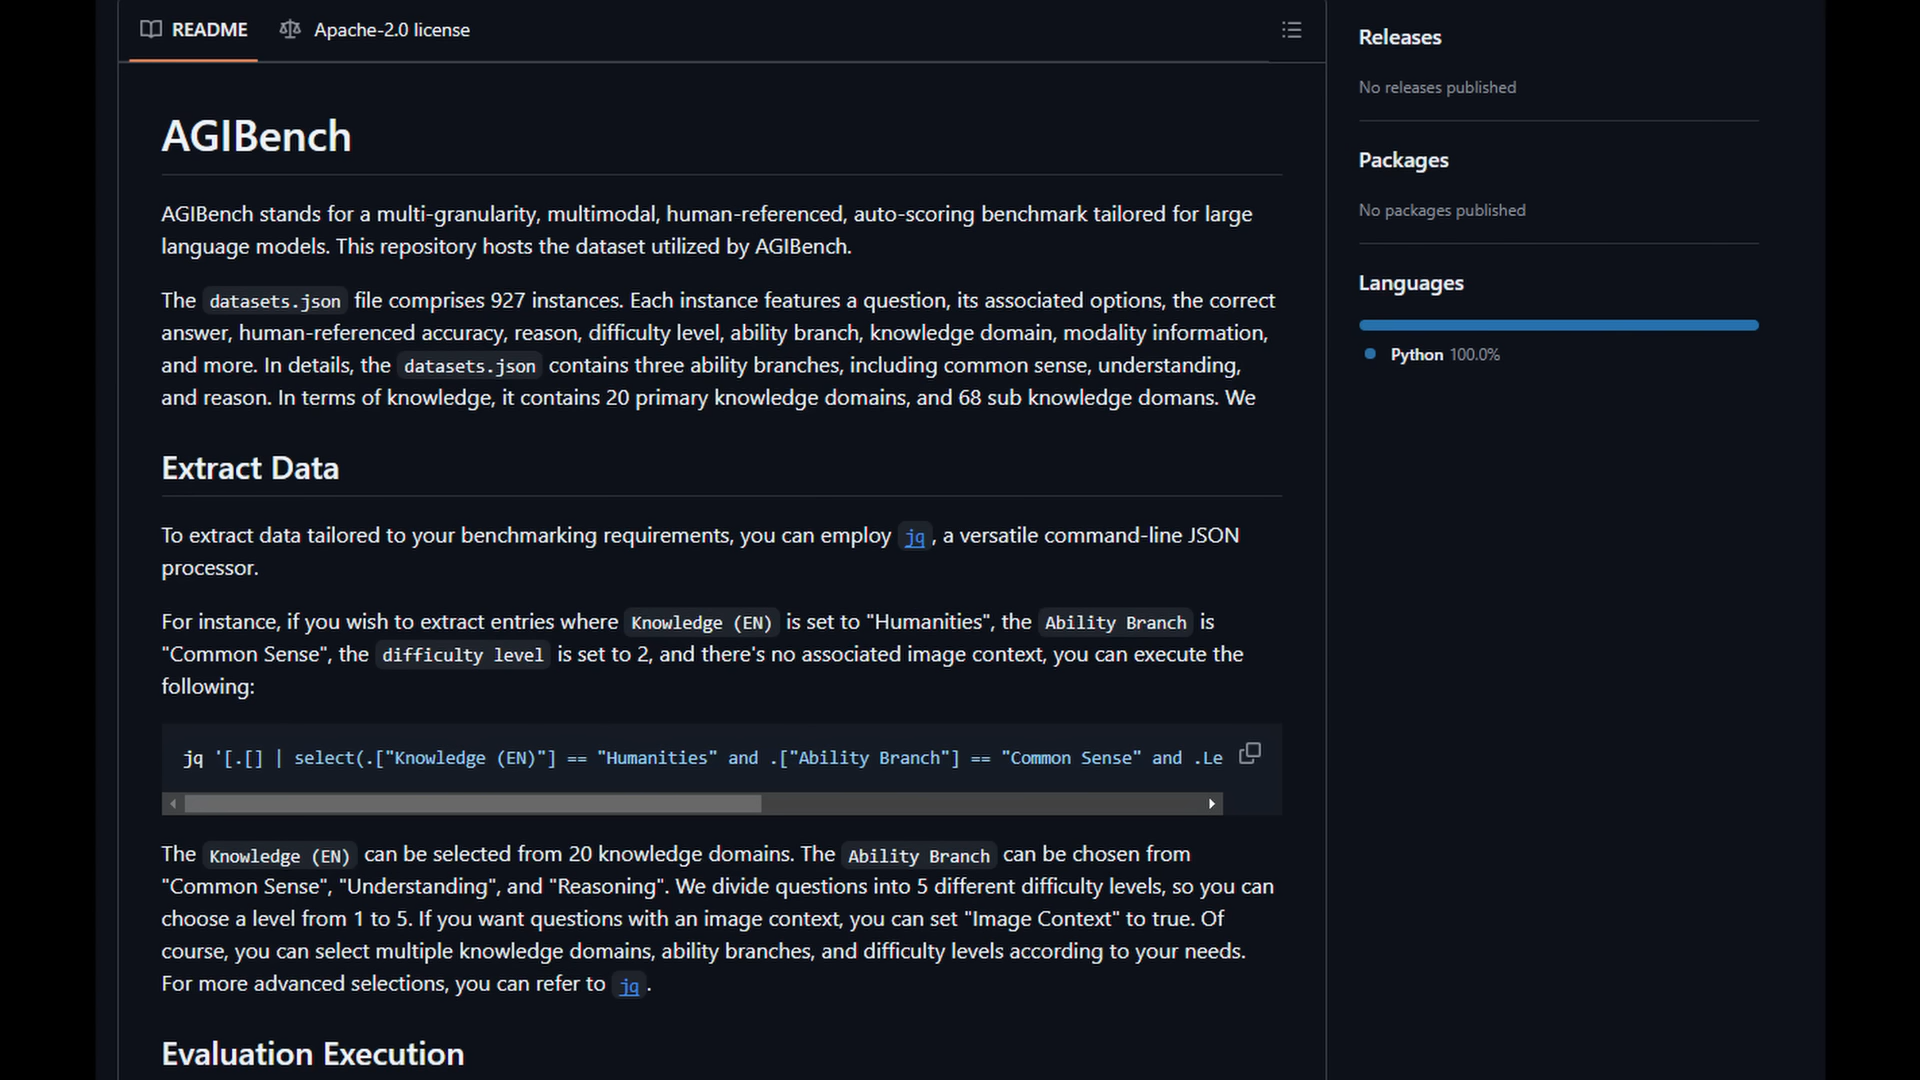 README
Apache-2.0 license
AGIBench
AGIBench stands for a multi-granularity, multimodal, human-referenced, auto-scoring benchmark tailored for large
language models. This repository hosts the dataset utilized by AGIBench.
The datasets.json file comprises 927 instances. Each instance features a question, its associated options, the correct
answer, human-referenced accuracy, reason, difficulty level, ability branch, knowledge domain, modality information,
and more. In details, the datasets.json contains three ability branches, including common sense, understanding,
and reason. In terms of knowledge, it contains 20 primary knowledge domains, and 68 sub knowledge domans. We
Extract Data
To extract data tailored to your benchmarking requirements, you can employ jq, a versatile command-line JSON
processor.
For instance, if you wish to extract entries where Knowledge (EN) is set to "Humanities", the Ability Branch is
"Common Sense", the difficulty level is set to 2, and there's no associated image context, you can execute the
following:
jq '[.[] | select(.["Knowledge (EN)"] == "Humanities" and .["Ability Branch"] == "Common Sense" and .Le
The Knowledge (EN) can be selected from 20 knowledge domains. The Ability Branch can be chosen from
"Common Sense", "Understanding", and "Reasoning". We divide questions into 5 different difficulty levels, so you can
choose a level from 1 to 5. If you want questions with an image context, you can set "Image Context" to true. Of
course, you can select multiple knowledge domains, ability branches, and difficulty levels according to your needs.
For more advanced selections, you can refer to jq.
Evaluation Execution
Releases
No releases published
Packages
No packages published
Languages
Python 100.0%